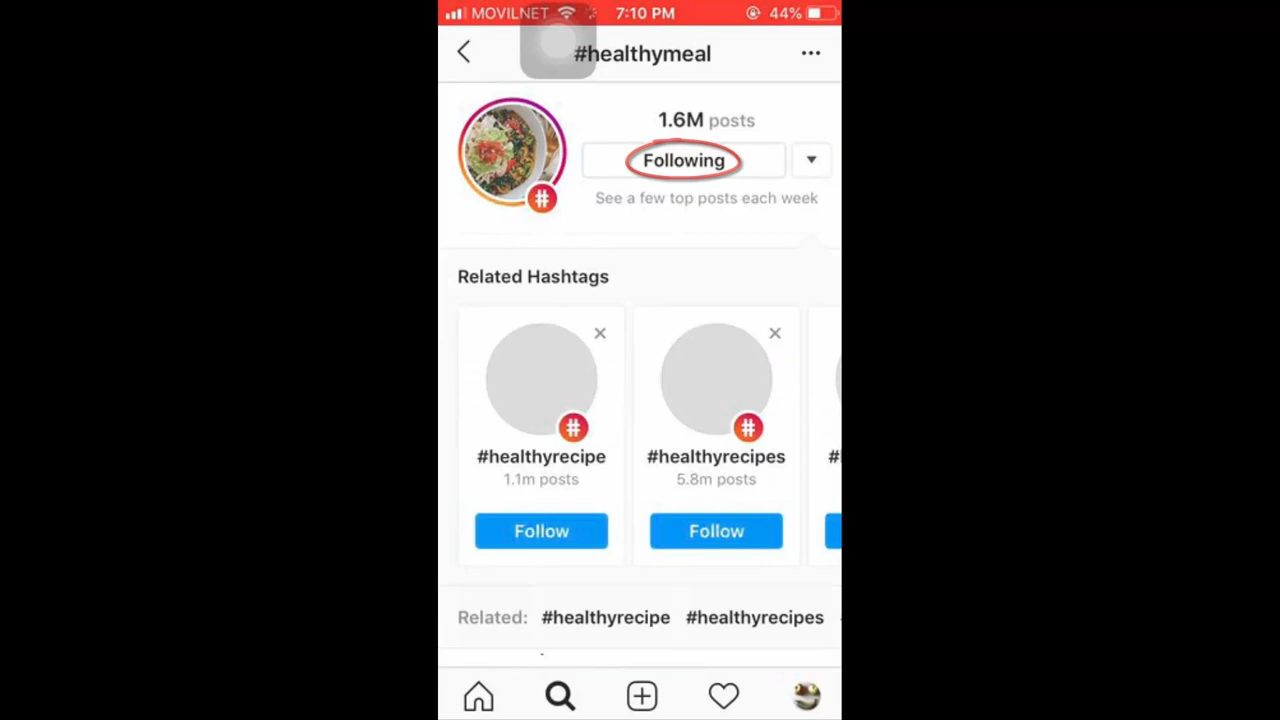 MOVILNET 7:10 PM 44%
#healthymeal
1.6M posts
Following
See a few top posts each week
Related Hashtags
#healthyrecipe #healthyrecipes
1.1m posts 5.8m posts
Follow Follow
Related: #healthyrecipe #healthyrecipes